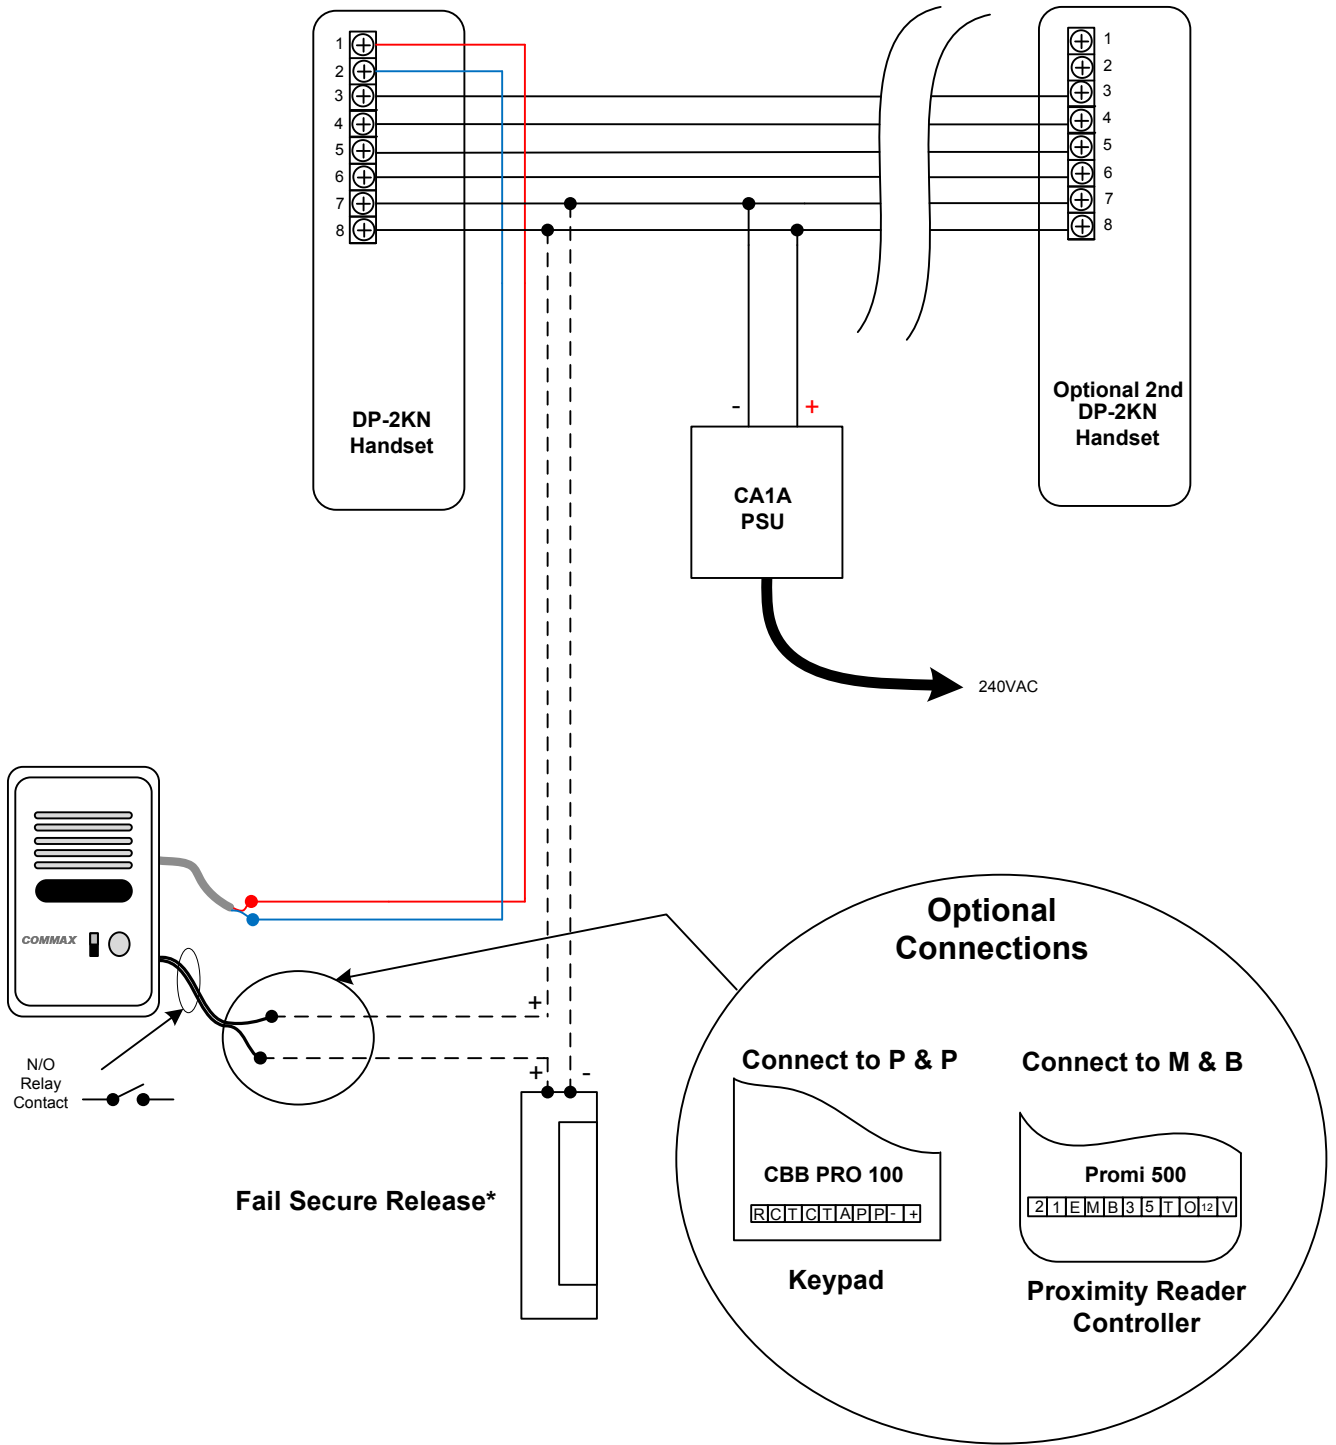 1
2
3
4
5
6
7
8
DP-2KN
Handset
1
2
3
4
5
6
7
8
Optional 2nd
DP-2KN
Handset
- +
CA1A
PSU
240VAC
COMMAX
N/O
Relay
Contact
+
+ -
Fail Secure Release*
Optional
Connections
Connect to P & P
CBB PRO 100
R C T C T A P P - +
Keypad
Connect to M & B
Promi 500
2 1 E M B 3 5 T O 12 V
Proximity Reader
Controller